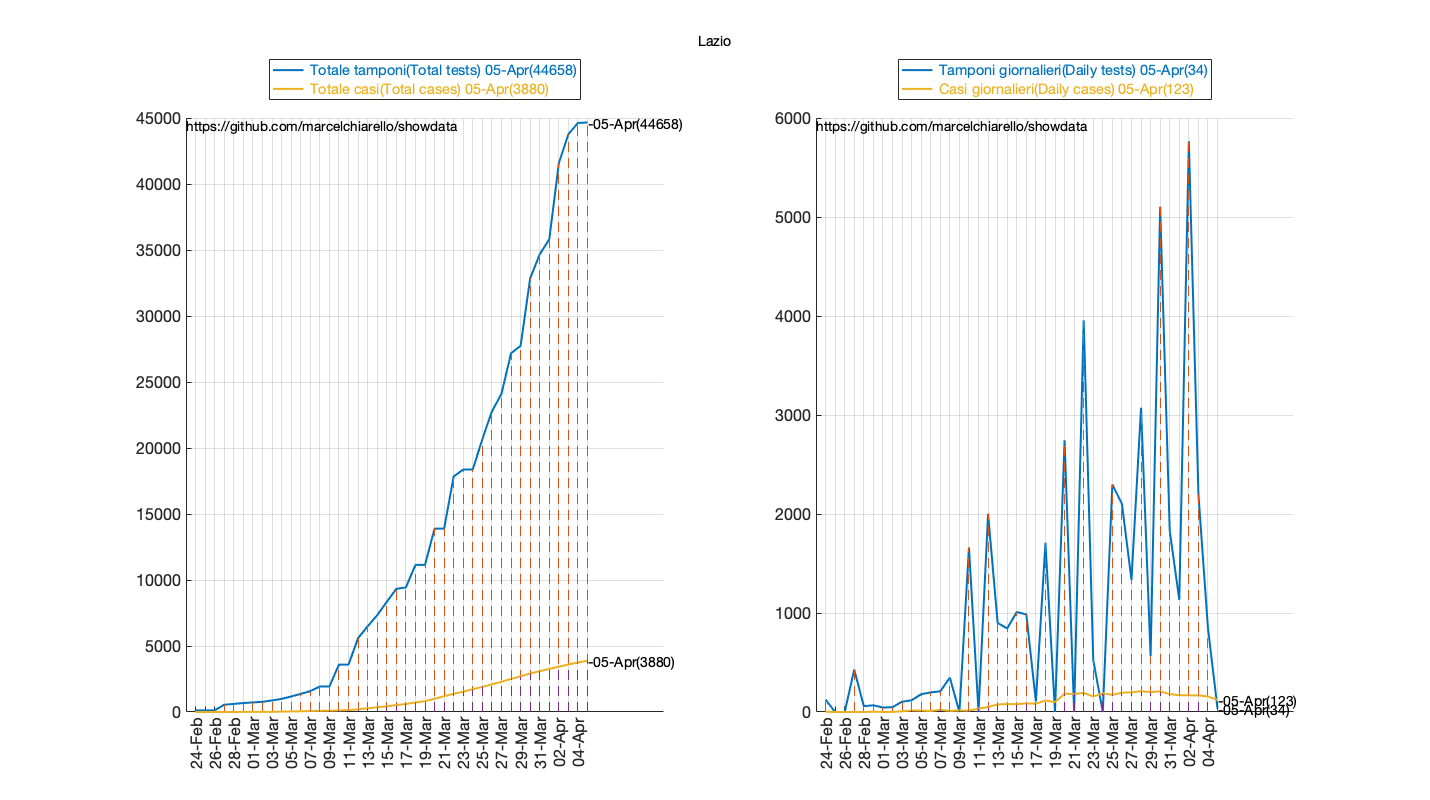 Lazio
Totale tamponi(Total tests) 05-Apr(44658)
Totale casi(Total cases) 05-Apr(3880)
https://github.com/marcelchiarello/showdata
45000
40000
35000
30000
25000
20000
15000
10000
5000
0
-05-Apr(44658)
-05-Apr(3880)
24-Feb
26-Feb
28-Feb
01-Mar
03-Mar
05-Mar
07-Mar
09-Mar
11-Mar
13-Mar
15-Mar
17-Mar
19-Mar
21-Mar
23-Mar
25-Mar
27-Mar
29-Mar
31-Mar
02-Apr
04-Apr
Tamponi giornalieri(Daily tests) 05-Apr(34)
Casi giornalieri(Daily cases) 05-Apr(123)
https://github.com/marcelchiarello/showdata
6000
5000
4000
3000
2000
1000
0
-05-Apr(123)
-05-Apr(34)
24-Feb
26-Feb
28-Feb
01-Mar
03-Mar
05-Mar
07-Mar
09-Mar
11-Mar
13-Mar
15-Mar
17-Mar
19-Mar
21-Mar
23-Mar
25-Mar
27-Mar
29-Mar
31-Mar
02-Apr
04-Apr